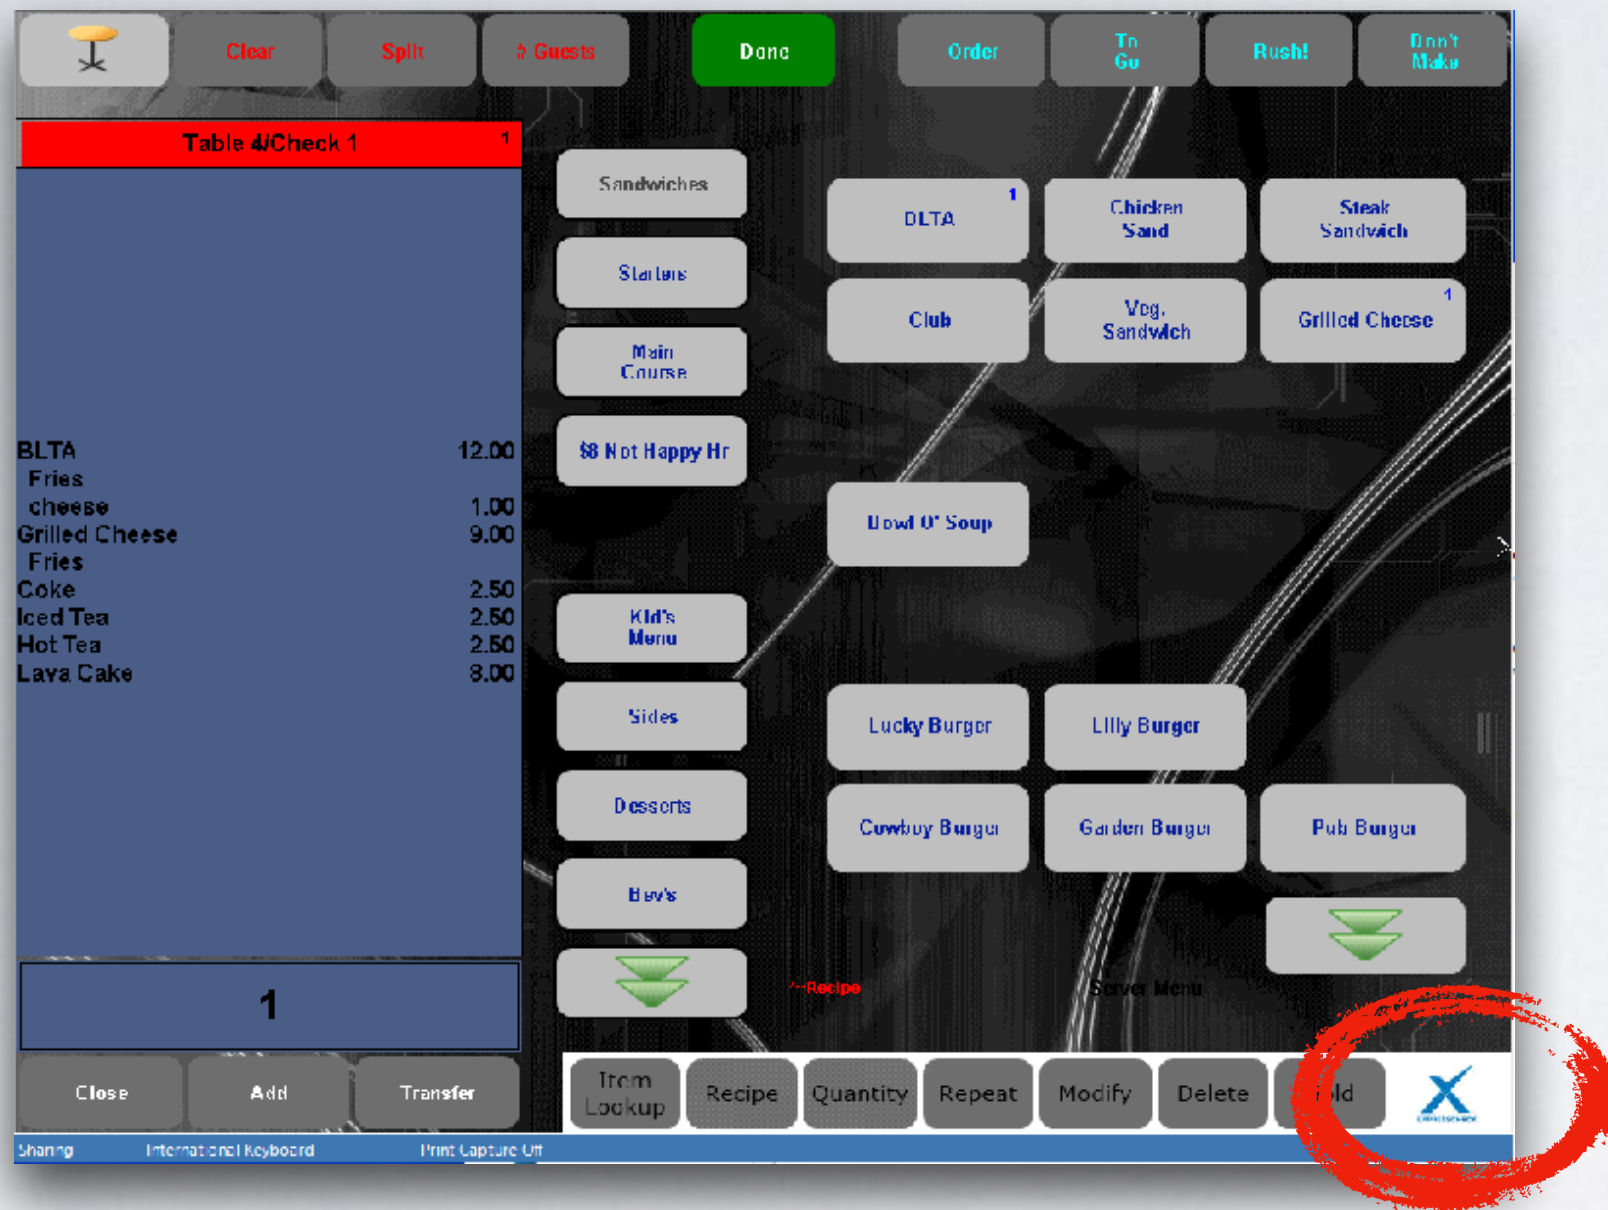 Clear
Split
# Guests
Done
Order
To
Go
Rush!
Don't
Make
Table 4/Check 1 1
BLTA 12.00
Fries
cheese 1.00
Grilled Cheese 9.00
Fries
Coke 2.50
Iced Tea 2.50
Hot Tea 2.50
Lava Cake 8.00
1
Close
Add
Transfer
Sandwiches
Starters
Main
Course
$8 Not Happy Hr
Kid's
Menu
Sides
Desserts
Bev's
BLTA 1
Chicken
Sand
Steak
Sandwich
Club
Veg.
Sandwich
Grilled Cheese 1
Bowl O' Soup
Lucky Burger
Lilly Burger
Cowboy Burger
Garden Burger
Pub Burger
Recipe
Server Menu
Item
Lookup
Recipe
Quantity
Repeat
Modify
Delete
Sharing
International Keyboard
Print Capture Off